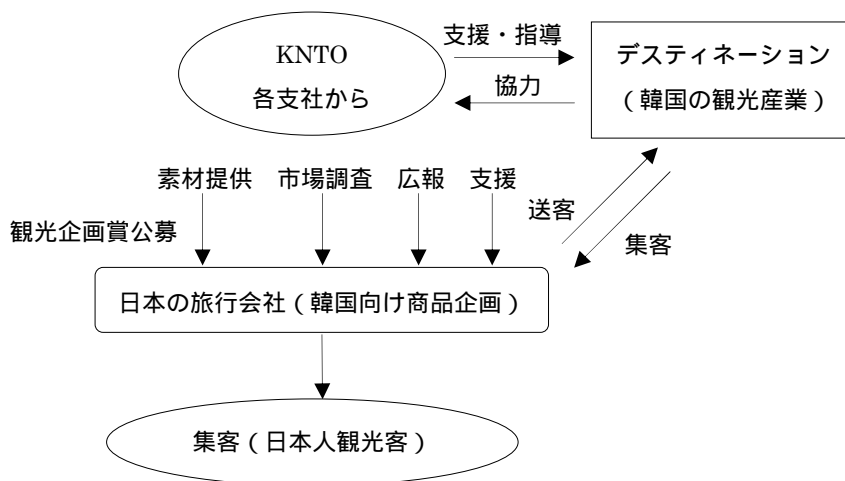 KNTO
各支社から
支援・指導
協力
デスティネーション
(韓国の観光産業)
素材提供
市場調査
広報
支援
観光企画賞公募
送客
集客
日本の旅行会社(韓国向け商品企画)
集客(日本人観光客)